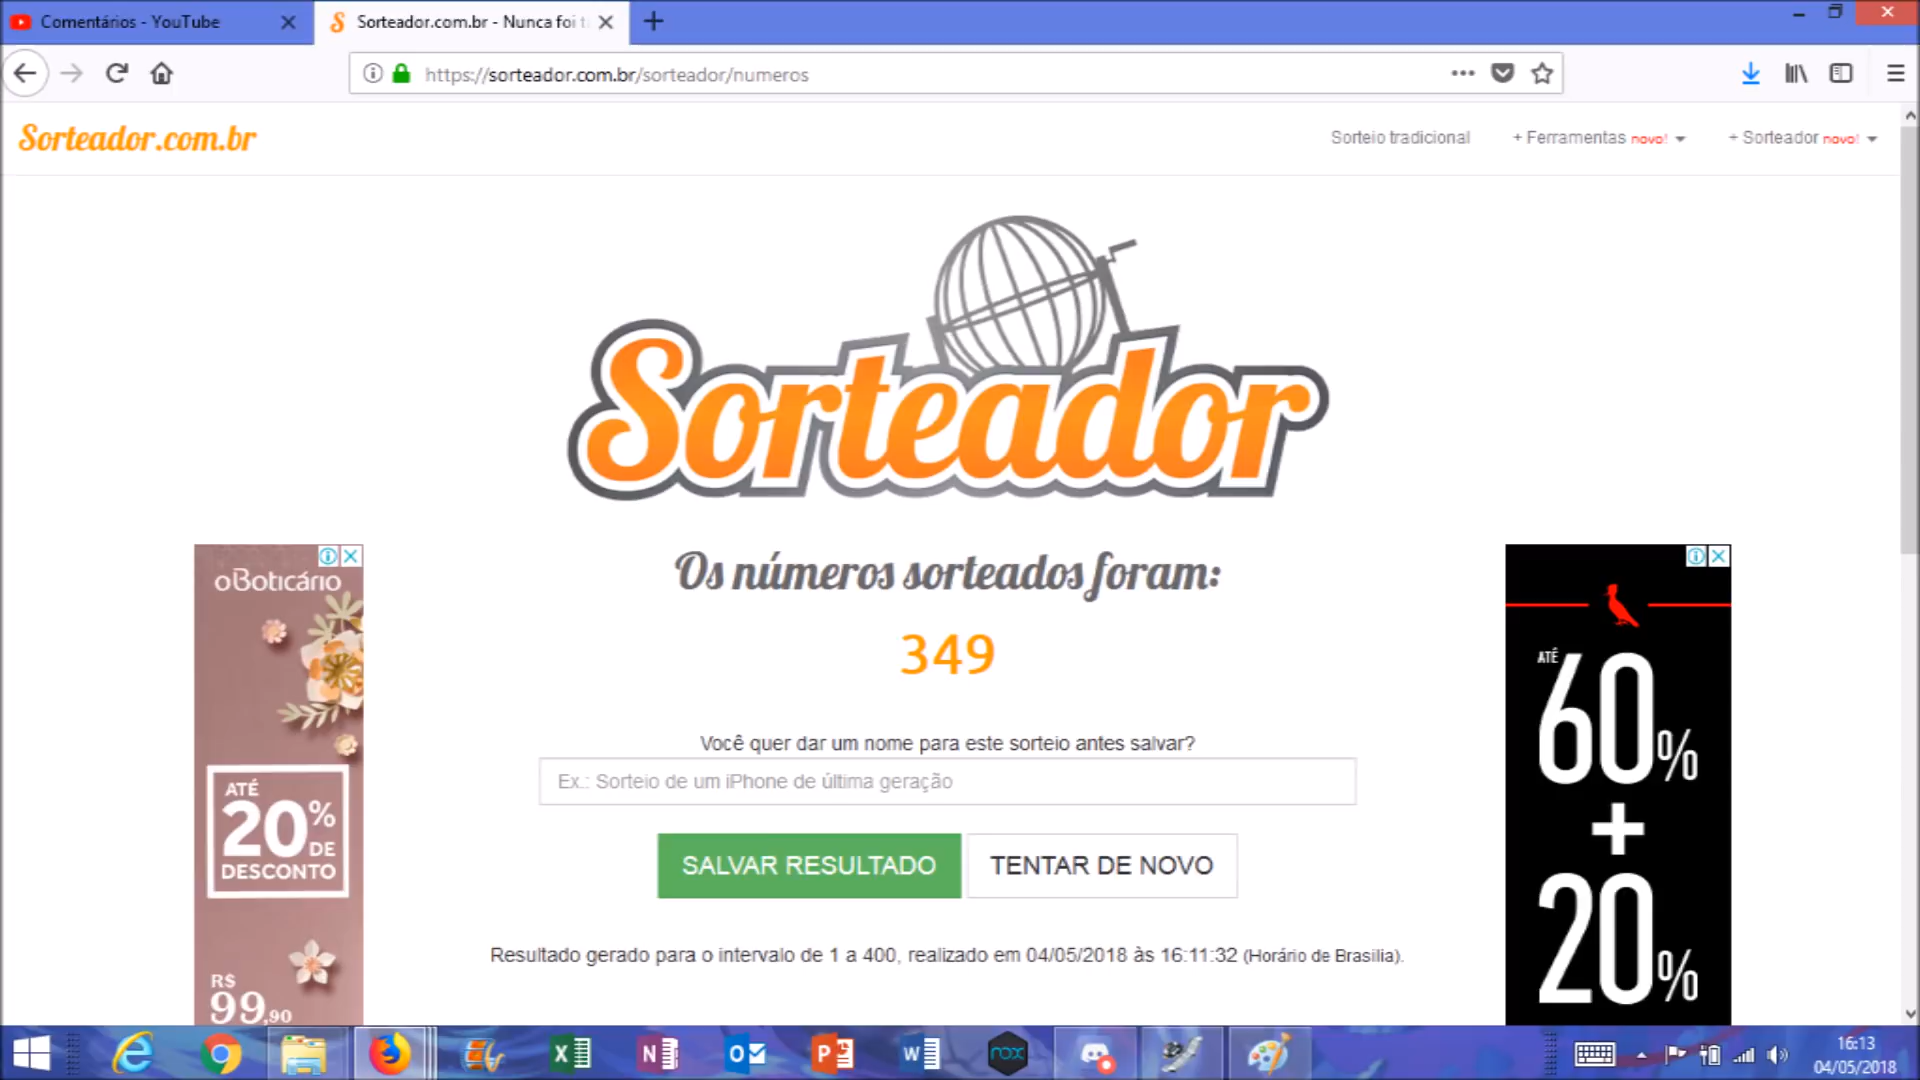 Comentários - YouTube
Sorteador.com.br - Nunca foi t
https://sorteador.com.br/sorteador/numeros
Sorteador.com.br
Sorteio tradicional
+ Ferramentas novo!
+ Sorteador novo!
Sorteador
Os números sorteados foram:
349
Você quer dar um nome para este sorteio antes salvar?
Ex.: Sorteio de um iPhone de última geração
SALVAR RESULTADO
TENTAR DE NOVO
Resultado gerado para o intervalo de 1 a 400, realizado em 04/05/2018 às 16:11:32 (Horário de Brasilia).
oBoticário
ATÉ
20%
DE
DESCONTO
R$
99,90
ATÉ
60%
+
20%
nox
16:13
04/05/2018